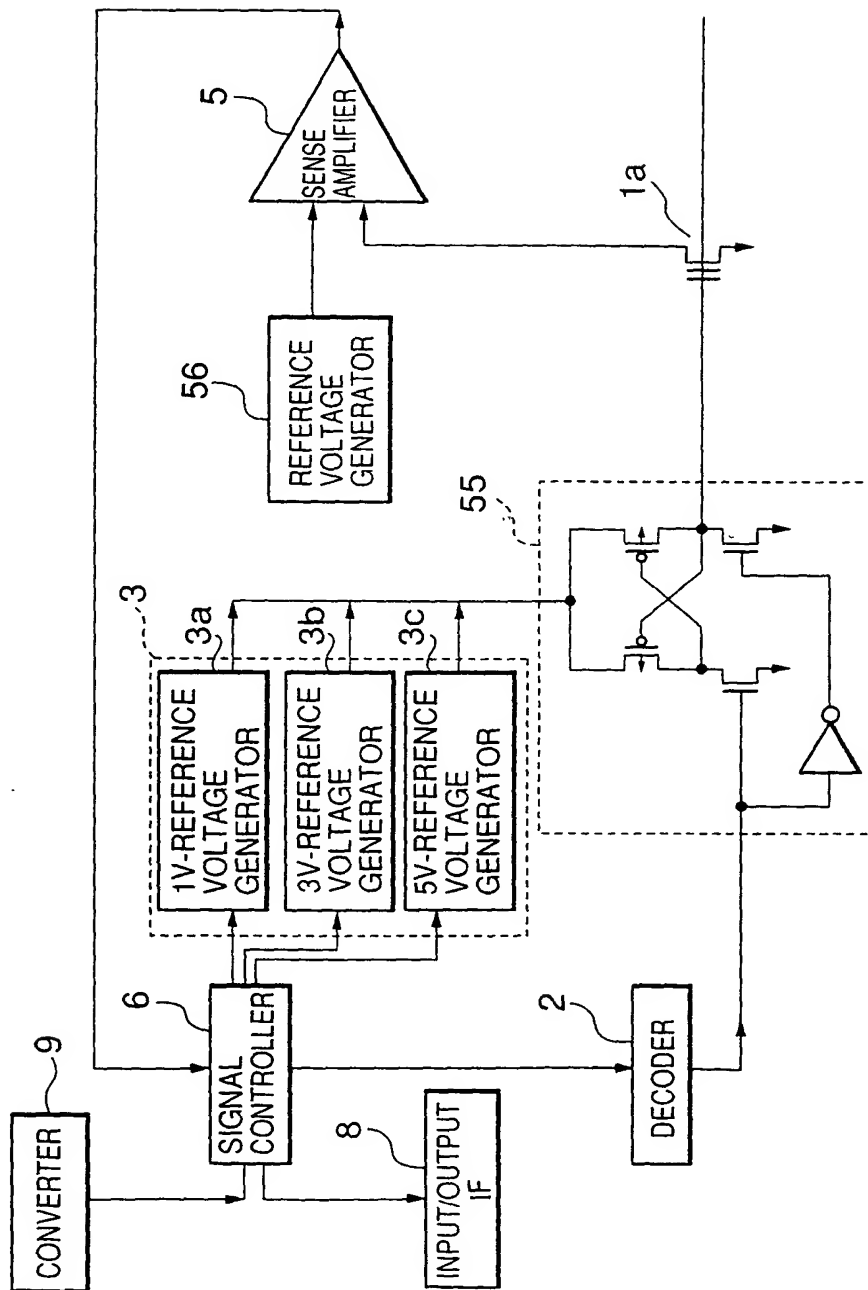 9
CONVERTER
6
SIGNAL
CONTROLLER
8
INPUT/OUTPUT
IF
2
DECODER
3
3a
1V-REFERENCE
VOLTAGE
GENERATOR
3b
3V-REFERENCE
VOLTAGE
GENERATOR
3c
5V-REFERENCE
VOLTAGE
GENERATOR
55
56
REFERENCE
VOLTAGE
GENERATOR
5
SENSE
AMPLIFIER
1a